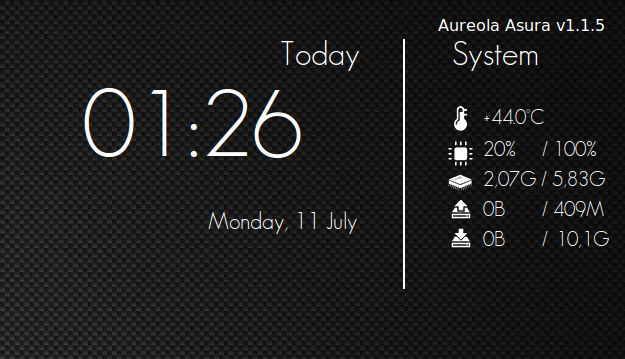 Aureola Asura v1.1.5
Today
01:26
Monday, 11 July
System
+44.0°C
20% / 100%
2,07G / 5,83G
0B / 409M
0B / 10,1G